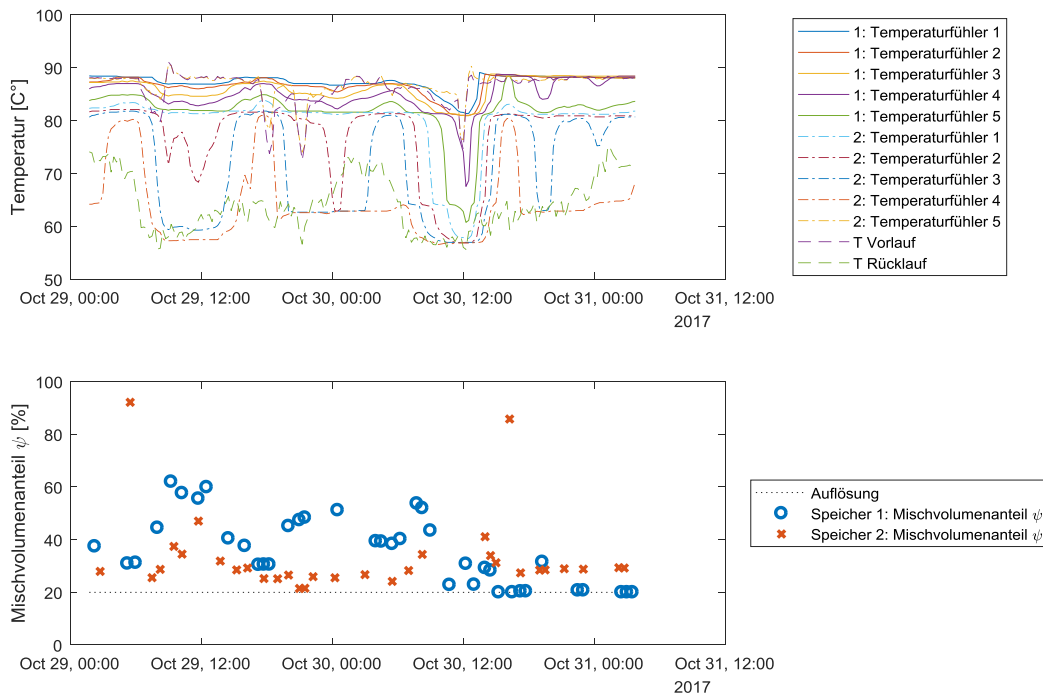 100
90
80
70
60
50
Temperatur [C°]
Oct 29, 00:00 Oct 29, 12:00 Oct 30, 00:00 Oct 30, 12:00 Oct 31, 00:00 Oct 31, 12:00
2017
1: Temperaturfühler 1
1: Temperaturfühler 2
1: Temperaturfühler 3
1: Temperaturfühler 4
1: Temperaturfühler 5
2: Temperaturfühler 1
2: Temperaturfühler 2
2: Temperaturfühler 3
2: Temperaturfühler 4
2: Temperaturfühler 5
T Vorlauf
T Rücklauf
100
80
60
40
20
0
Mischvolumenanteil ψ [%]
Oct 29, 00:00 Oct 29, 12:00 Oct 30, 00:00 Oct 30, 12:00 Oct 31, 00:00 Oct 31, 12:00
2017
Auflösung
Speicher 1: Mischvolumenanteil ψ
Speicher 2: Mischvolumenanteil ψ